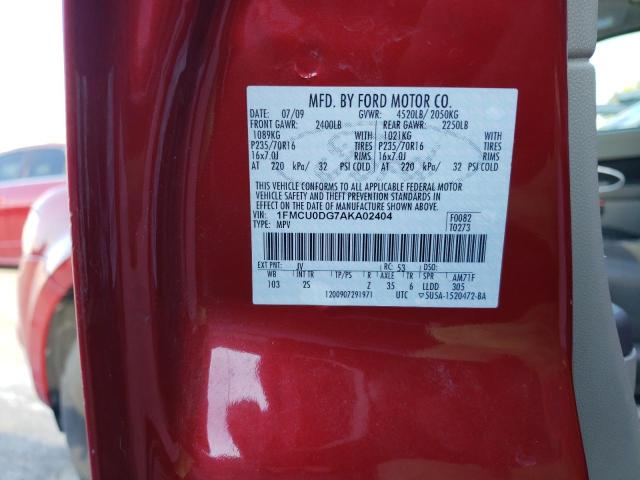 MFD. BY FORD MOTOR CO.
DATE: 07/09 GVWR: 4520LB/ 2050KG
FRONT GAWR: 2400LB REAR GAWR: 2250LB
1089KG WITH 1021KG WITH
P235/70R16 TIRES P235/70R16 TIRES
16x7.0J RIMS 16x7.0J RIMS
AT 220 kPa/ 32 PSI COLD AT 220 kPa/ 32 PSI COLD
THIS VEHICLE CONFORMS TO ALL APPLICABLE FEDERAL MOTOR
VEHICLE SAFETY AND THEFT PREVENTION STANDARDS IN
EFFECT ON THE DATE OF MANUFACTURE SHOWN ABOVE.
VIN: 1FMCU0DG7AKA02404 F0082
TYPE: MPV T0273
EXT PNT: JV RC: 53 DSO:
WB INT TR TP/PS R AXLE TR SPR AM71F
103 2S Z 35 6 LLDD 305
1200907291971 UTC ▽5U5A-1520472-BA